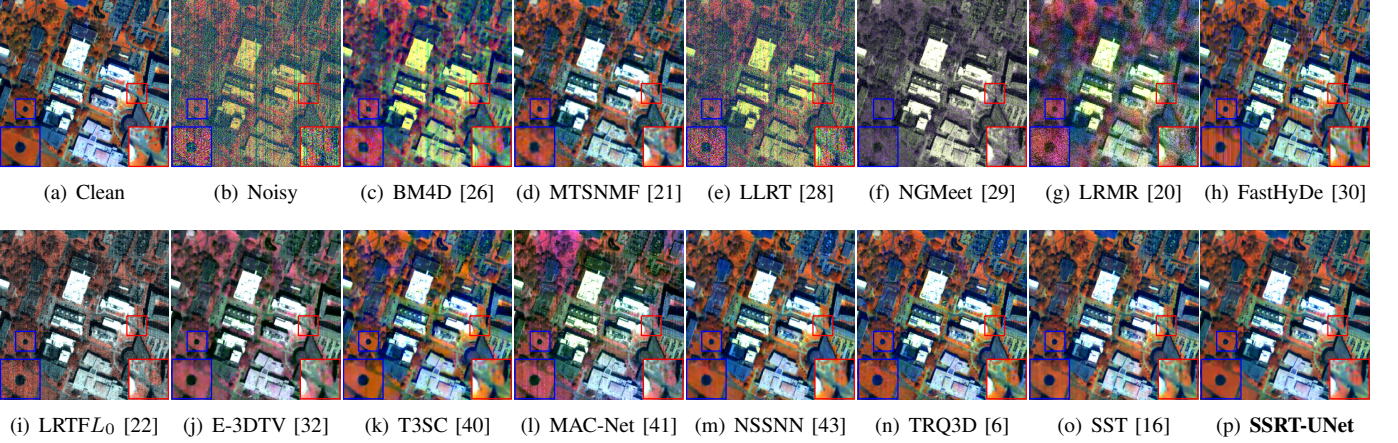 (a) Clean (b) Noisy (c) BM4D [26] (d) MTSNMF [21] (e) LLRT [28] (f) NGMeet [29] (g) LRMR [20] (h) FastHyDe [30]
(i) LRTFL₀ [22] (j) E-3DTV [32] (k) T3SC [40] (l) MAC-Net [41] (m) NSSNN [43] (n) TRQ3D [6] (o) SST [16] (p) SSRT-UNet